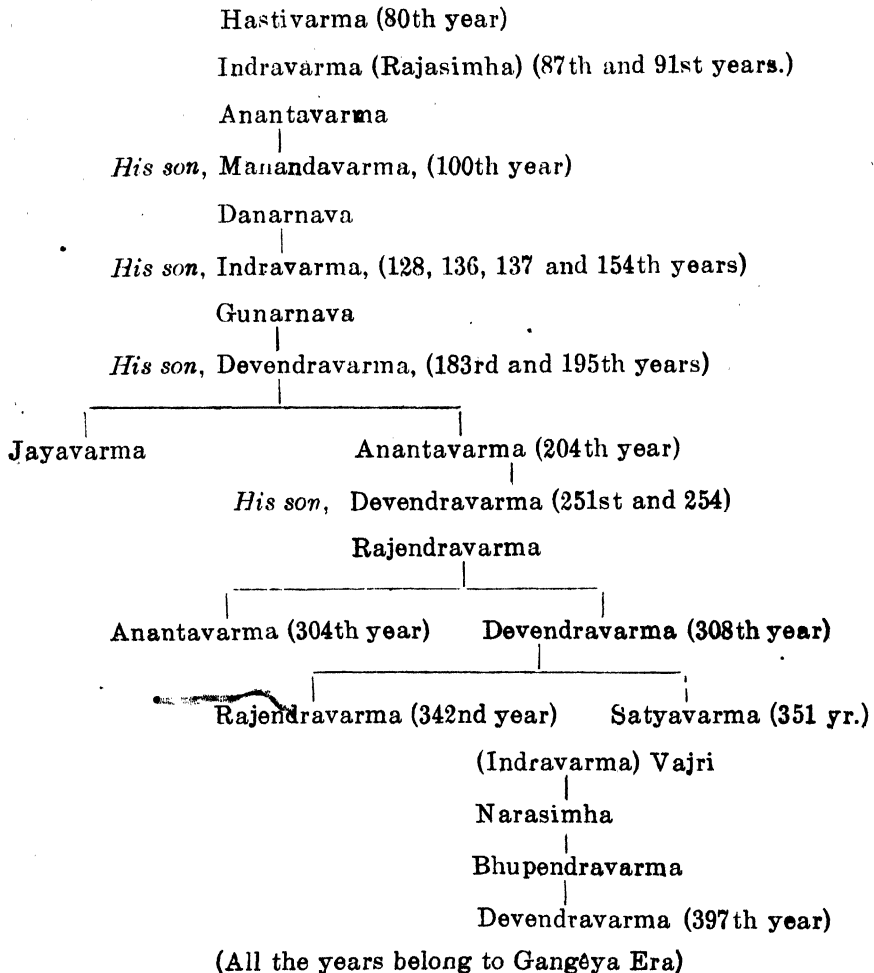 Hastivarma (80th year)
Indravarma (Rajasimha) (87th and 91st years.)
Anantavarma
His son, Manandavarma, (100th year)
Danarnava
His son, Indravarma, (128, 136, 137 and 154th years)
Gunarnava
His son, Devendravarma, (183rd and 195th years)
Jayavarma Anantavarma (204th year)
His son, Devendravarma (251st and 254)
Rajendravarma
Anantavarma (304th year) Devendravarma (308th year)
Rajendravarma (342nd year) Satyavarma (351 yr.)
(Indravarma) Vajri
Narasimha
Bhupendravarma
Devendravarma (397th year)
(All the years belong to Gangêya Era)